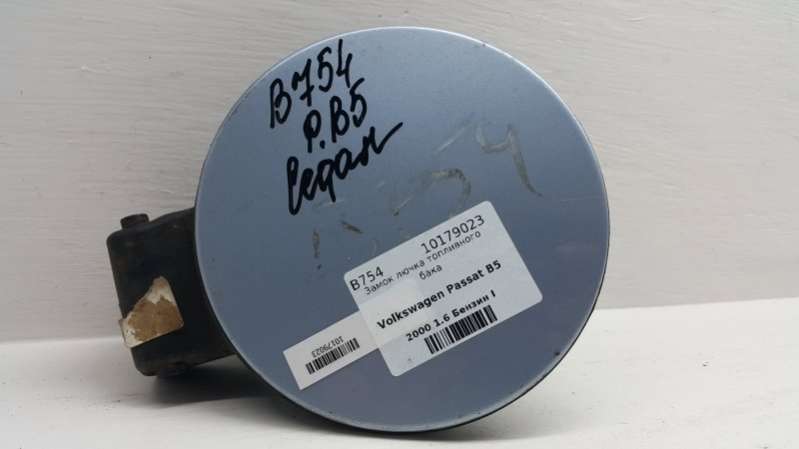 B754
P.B5
Седан
B754 10179023
Замок лючка топливного
бака
Volkswagen Passat B5
2000 1.6 Бензин I
10179023